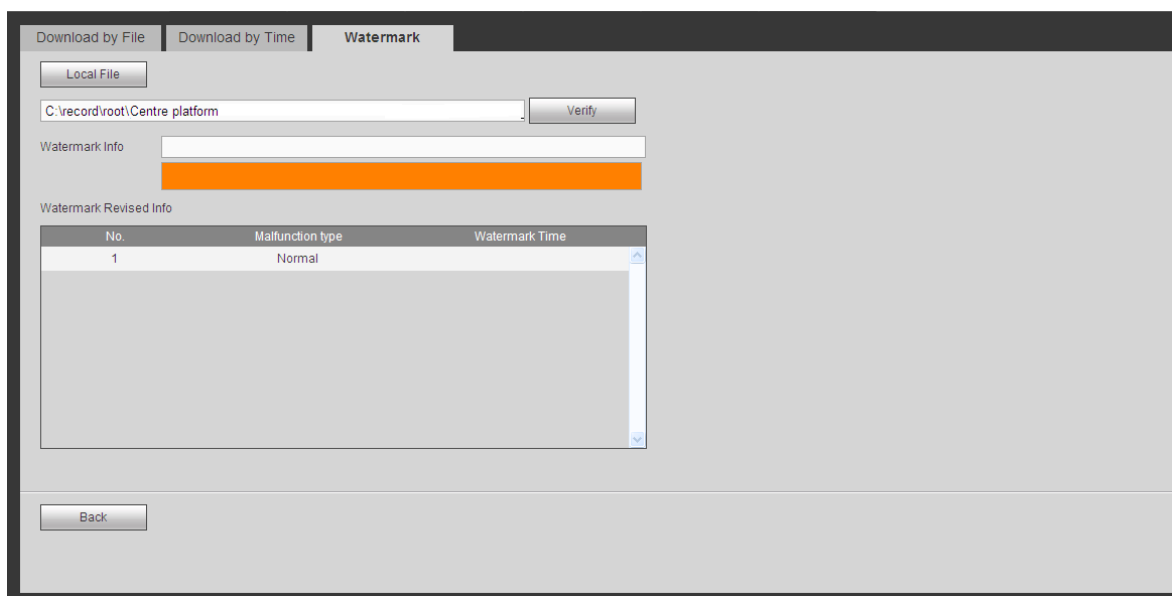 Download by File Download by Time Watermark
Local File
C:\record\root\Centre platform Verify
Watermark Info
Watermark Revised Info
No. Malfunction type Watermark Time
1 Normal
Back